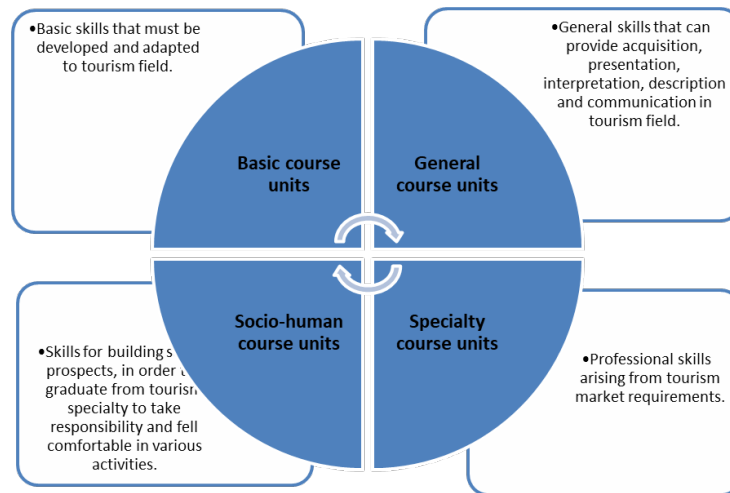 •Basic skills that must be
developed and adapted
to tourism field.
•General skills that can
provide acquisition,
presentation,
interpretation, description
and communication in
tourism field.
Basic course
units
General
course units
Socio-human
course units
Specialty
course units
•Skills for building
prospects, in order
graduate from tourism
specialty to take
responsibility and fell
comfortable in various
activities.
•Professional skills
arising from tourism
market requirements.